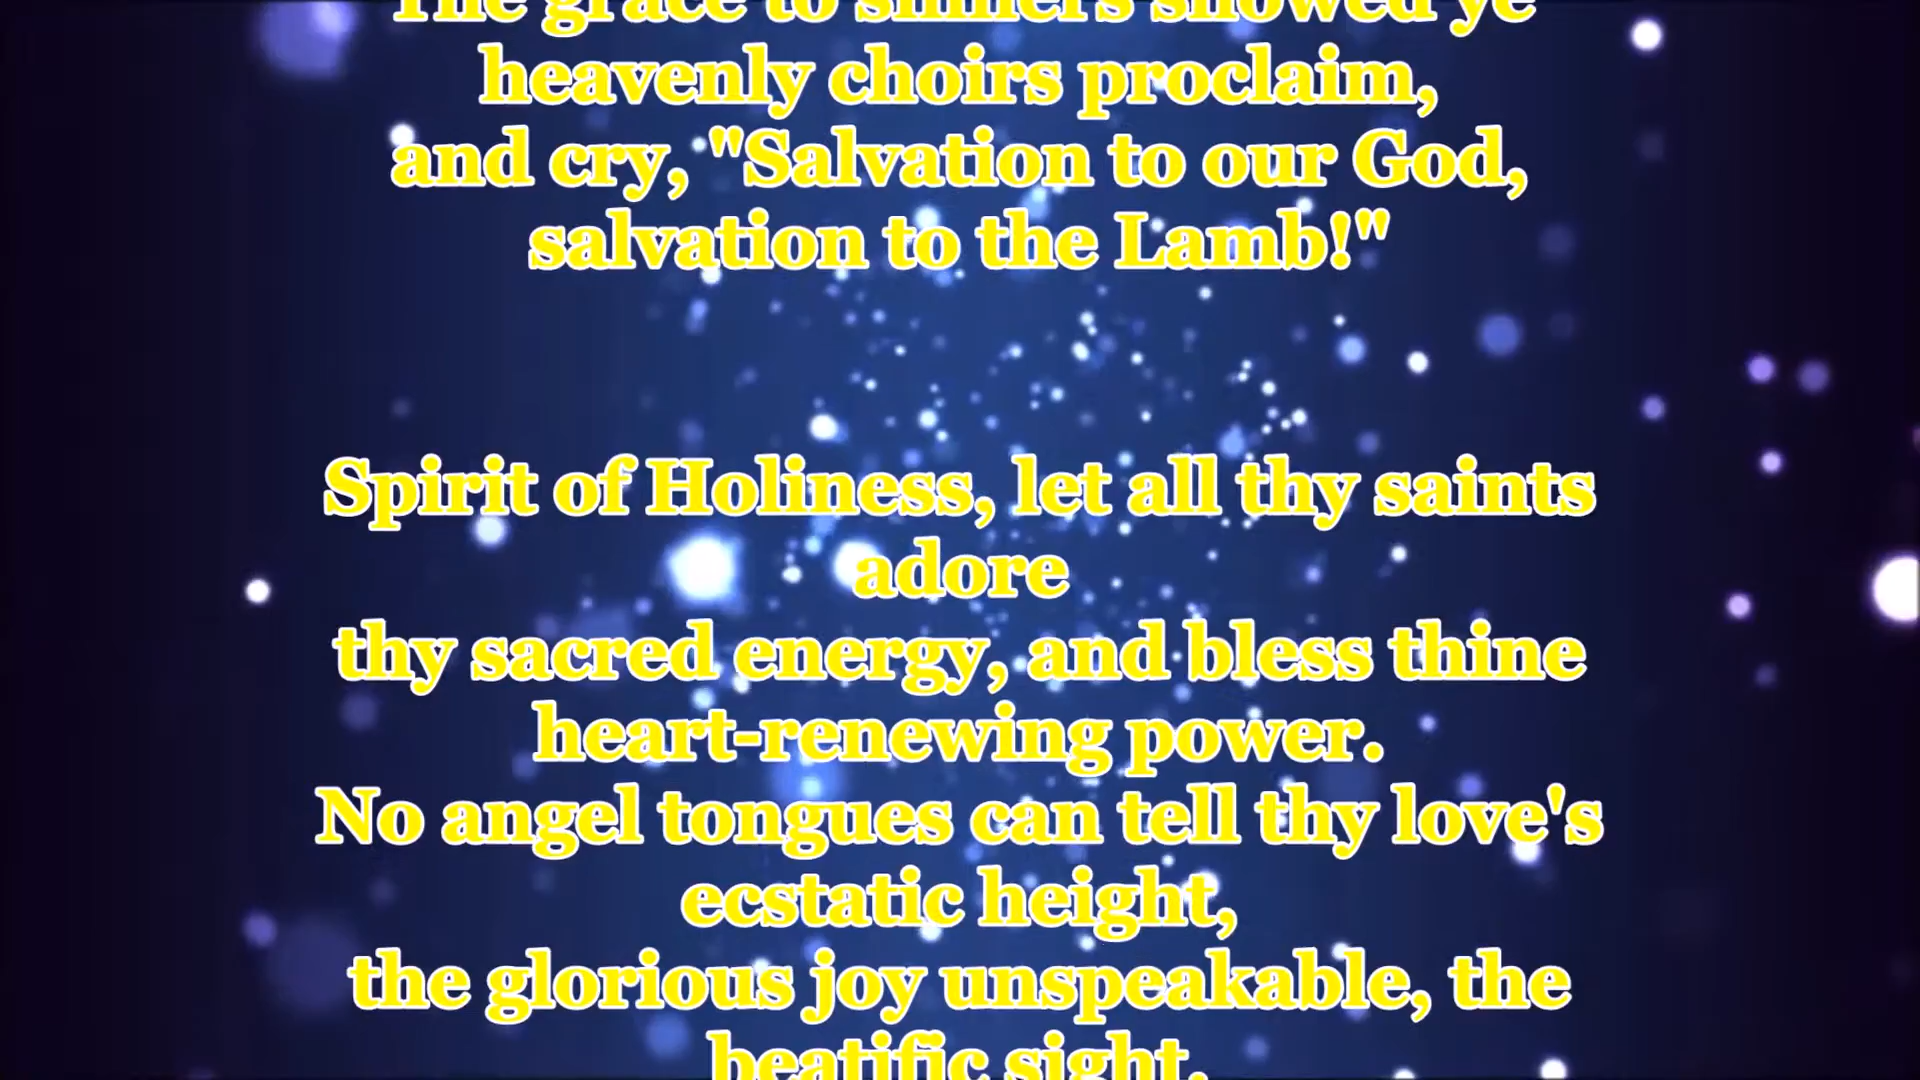 The grace to sinners showed ye
heavenly choirs proclaim,
and cry, "Salvation to our God,
salvation to the Lamb!"
Spirit of Holiness, let all thy saints
adore
thy sacred energy, and bless thine
heart-renewing power.
No angel tongues can tell thy love's
ecstatic height,
the glorious joy unspeakable, the
beatific sight.